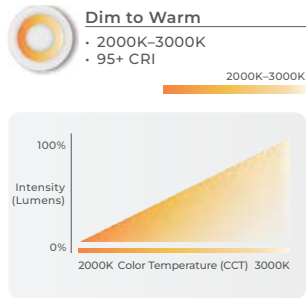 Dim to Warm
• 2000K–3000K
• 95+ CRI
2000K–3000K
100%
Intensity
(Lumens)
0%
2000K Color Temperature (CCT) 3000K